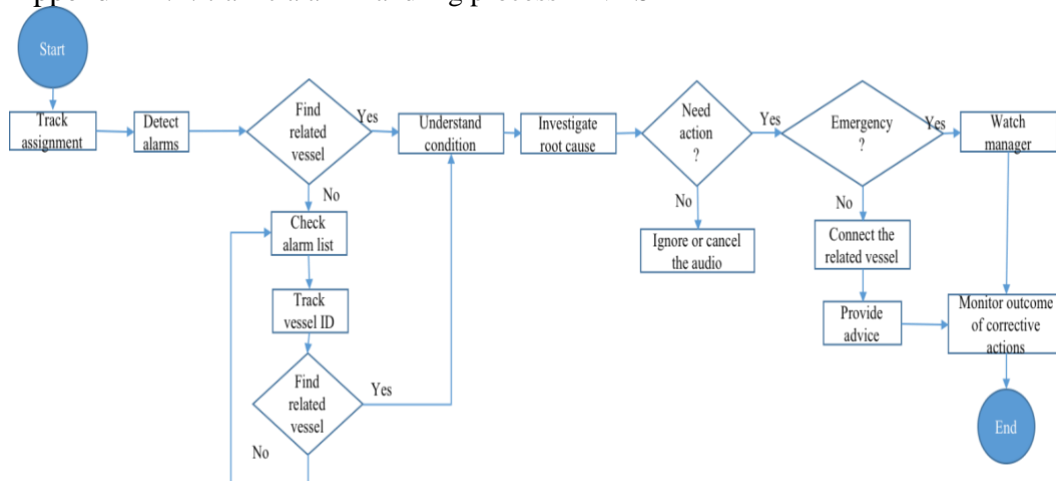 Start
Track
assignment
Detect
alarms
Find
related
vessel
Yes
Understand
condition
Investigate
root cause
Need
action
?
Yes
Emergency
?
Yes
Watch
manager
No
Check
alarm list
No
Ignore or cancel
the audio
No
Connect the
related vessel
Track
vessel ID
Provide
advice
Monitor outcome
of corrective
actions
Find
related
vessel
Yes
No
End